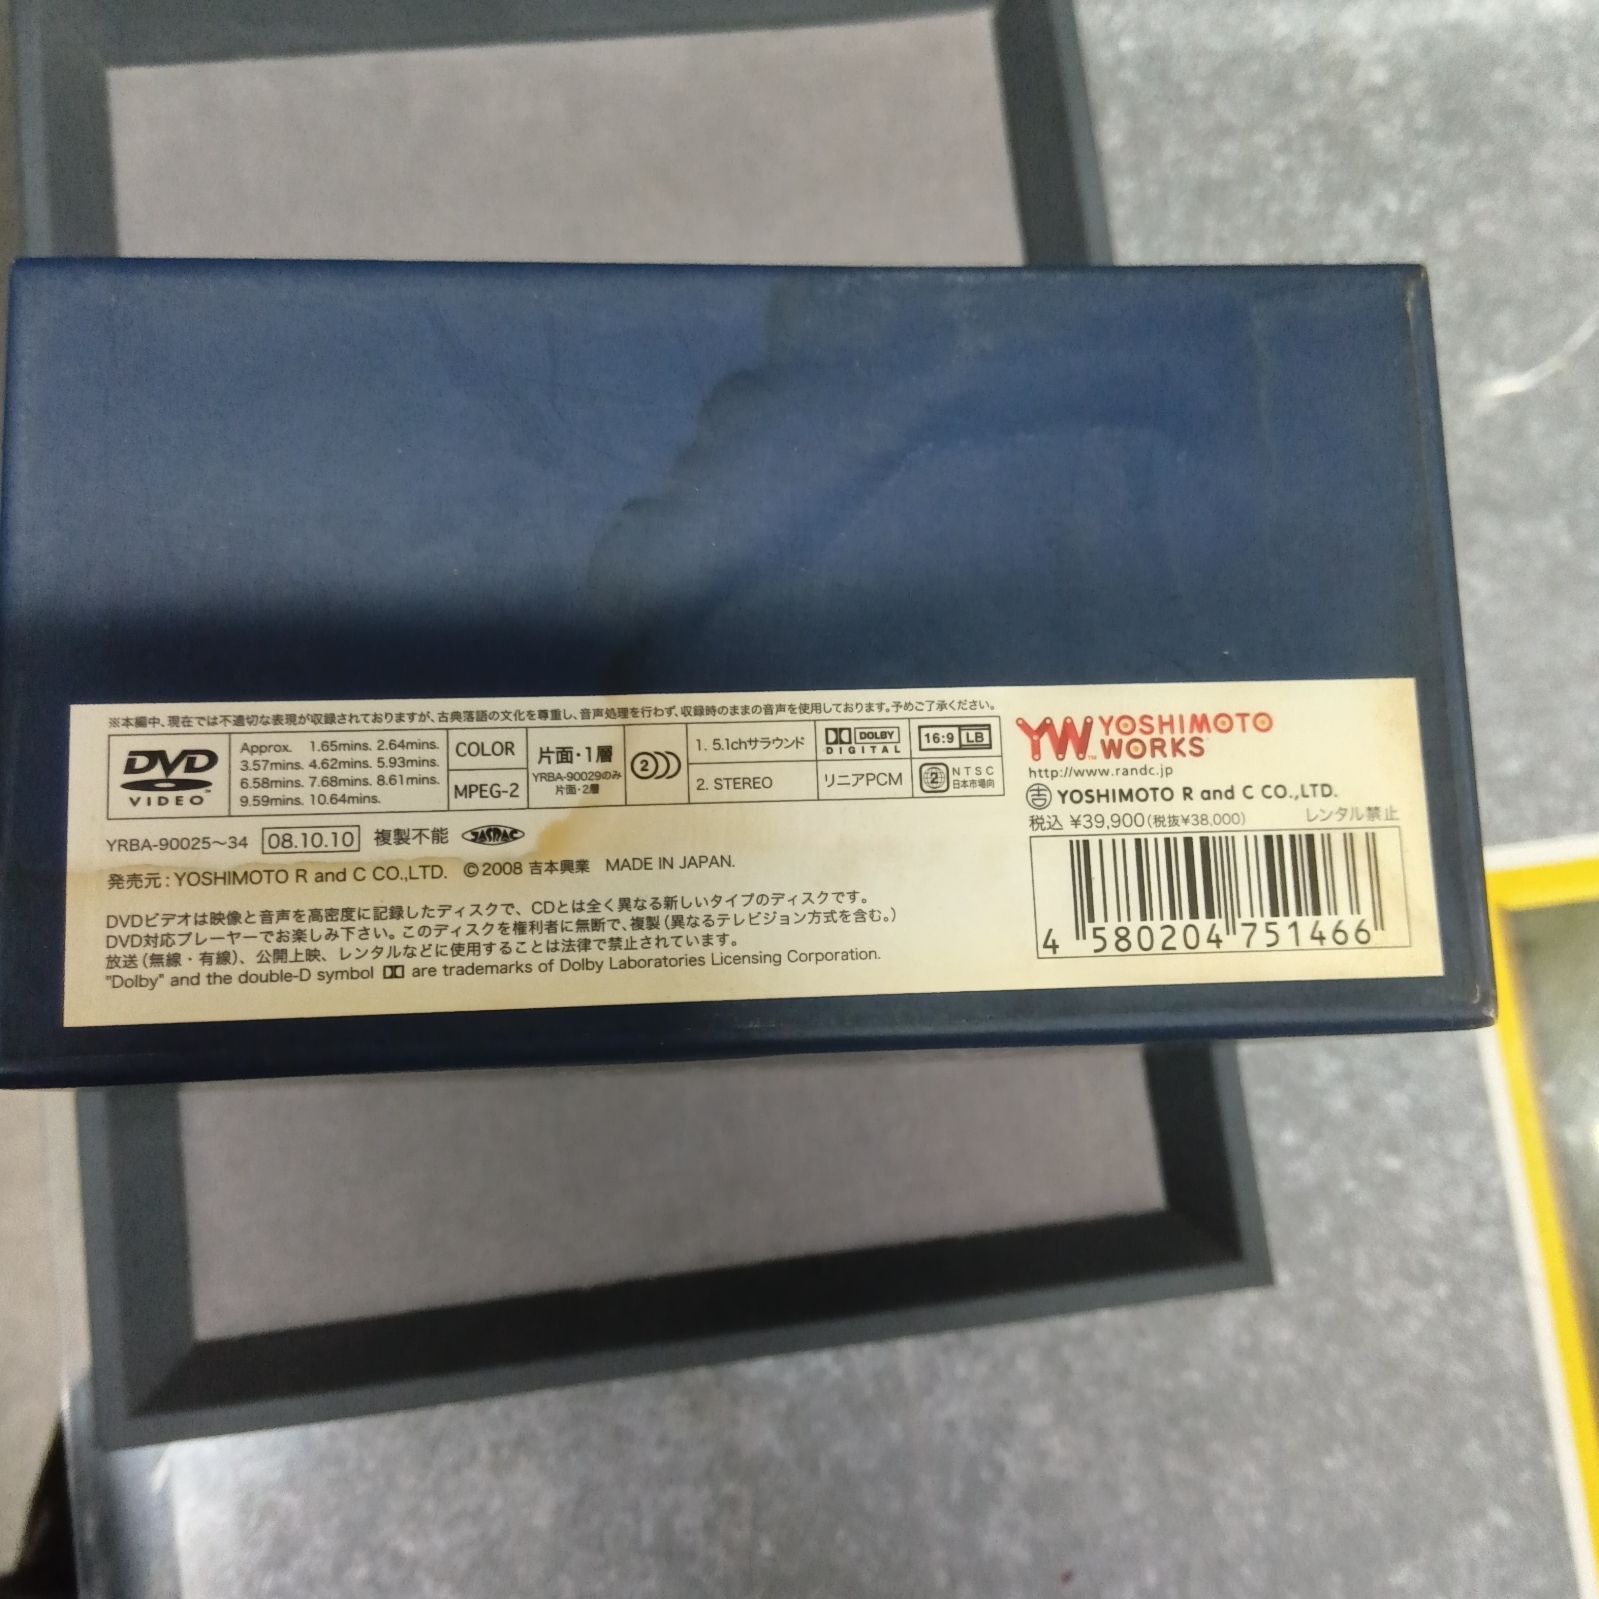 ※本編中、現在では不適切な表現が収録されておりますが、古典落語の文化を尊重し、音声処理を行わず、収録時のままの音声を使用しております。予めご了承ください。
DVD
VIDEO™
Approx. 1.65mins. 2.64mins.
3.57mins. 4.62mins. 5.93mins.
6.58mins. 7.68mins. 8.61mins.
9.59mins. 10.64mins.
COLOR
MPEG-2
片面・1層
YRBA-90029のみ
片面・2層
2
1. 5.1chサラウンド
2. STEREO
DOLBY
DIGITAL
リニアPCM
16:9 LB
2
NTSC
日本市場向
YRBA-90025〜34 08.10.10 複製不能 JASRAC
発売元：YOSHIMOTO R and C CO.,LTD. ©2008 吉本興業 MADE IN JAPAN.
DVDビデオは映像と音声を高密度に記録したディスクで、CDとは全く異なる新しいタイプのディスクです。
DVD対応プレーヤーでお楽しみ下さい。このディスクを権利者に無断で、複製（異なるテレビジョン方式を含む。）
放送（無線・有線）、公開上映、レンタルなどに使用することは法律で禁止されています。
"Dolby" and the double-D symbol are trademarks of Dolby Laboratories Licensing Corporation.
YW™ YOSHIMOTO
WORKS
http://www.randc.jp
吉 YOSHIMOTO R and C CO.,LTD.
税込 ¥39,900(税抜¥38,000) レンタル禁止
4 580204 751466